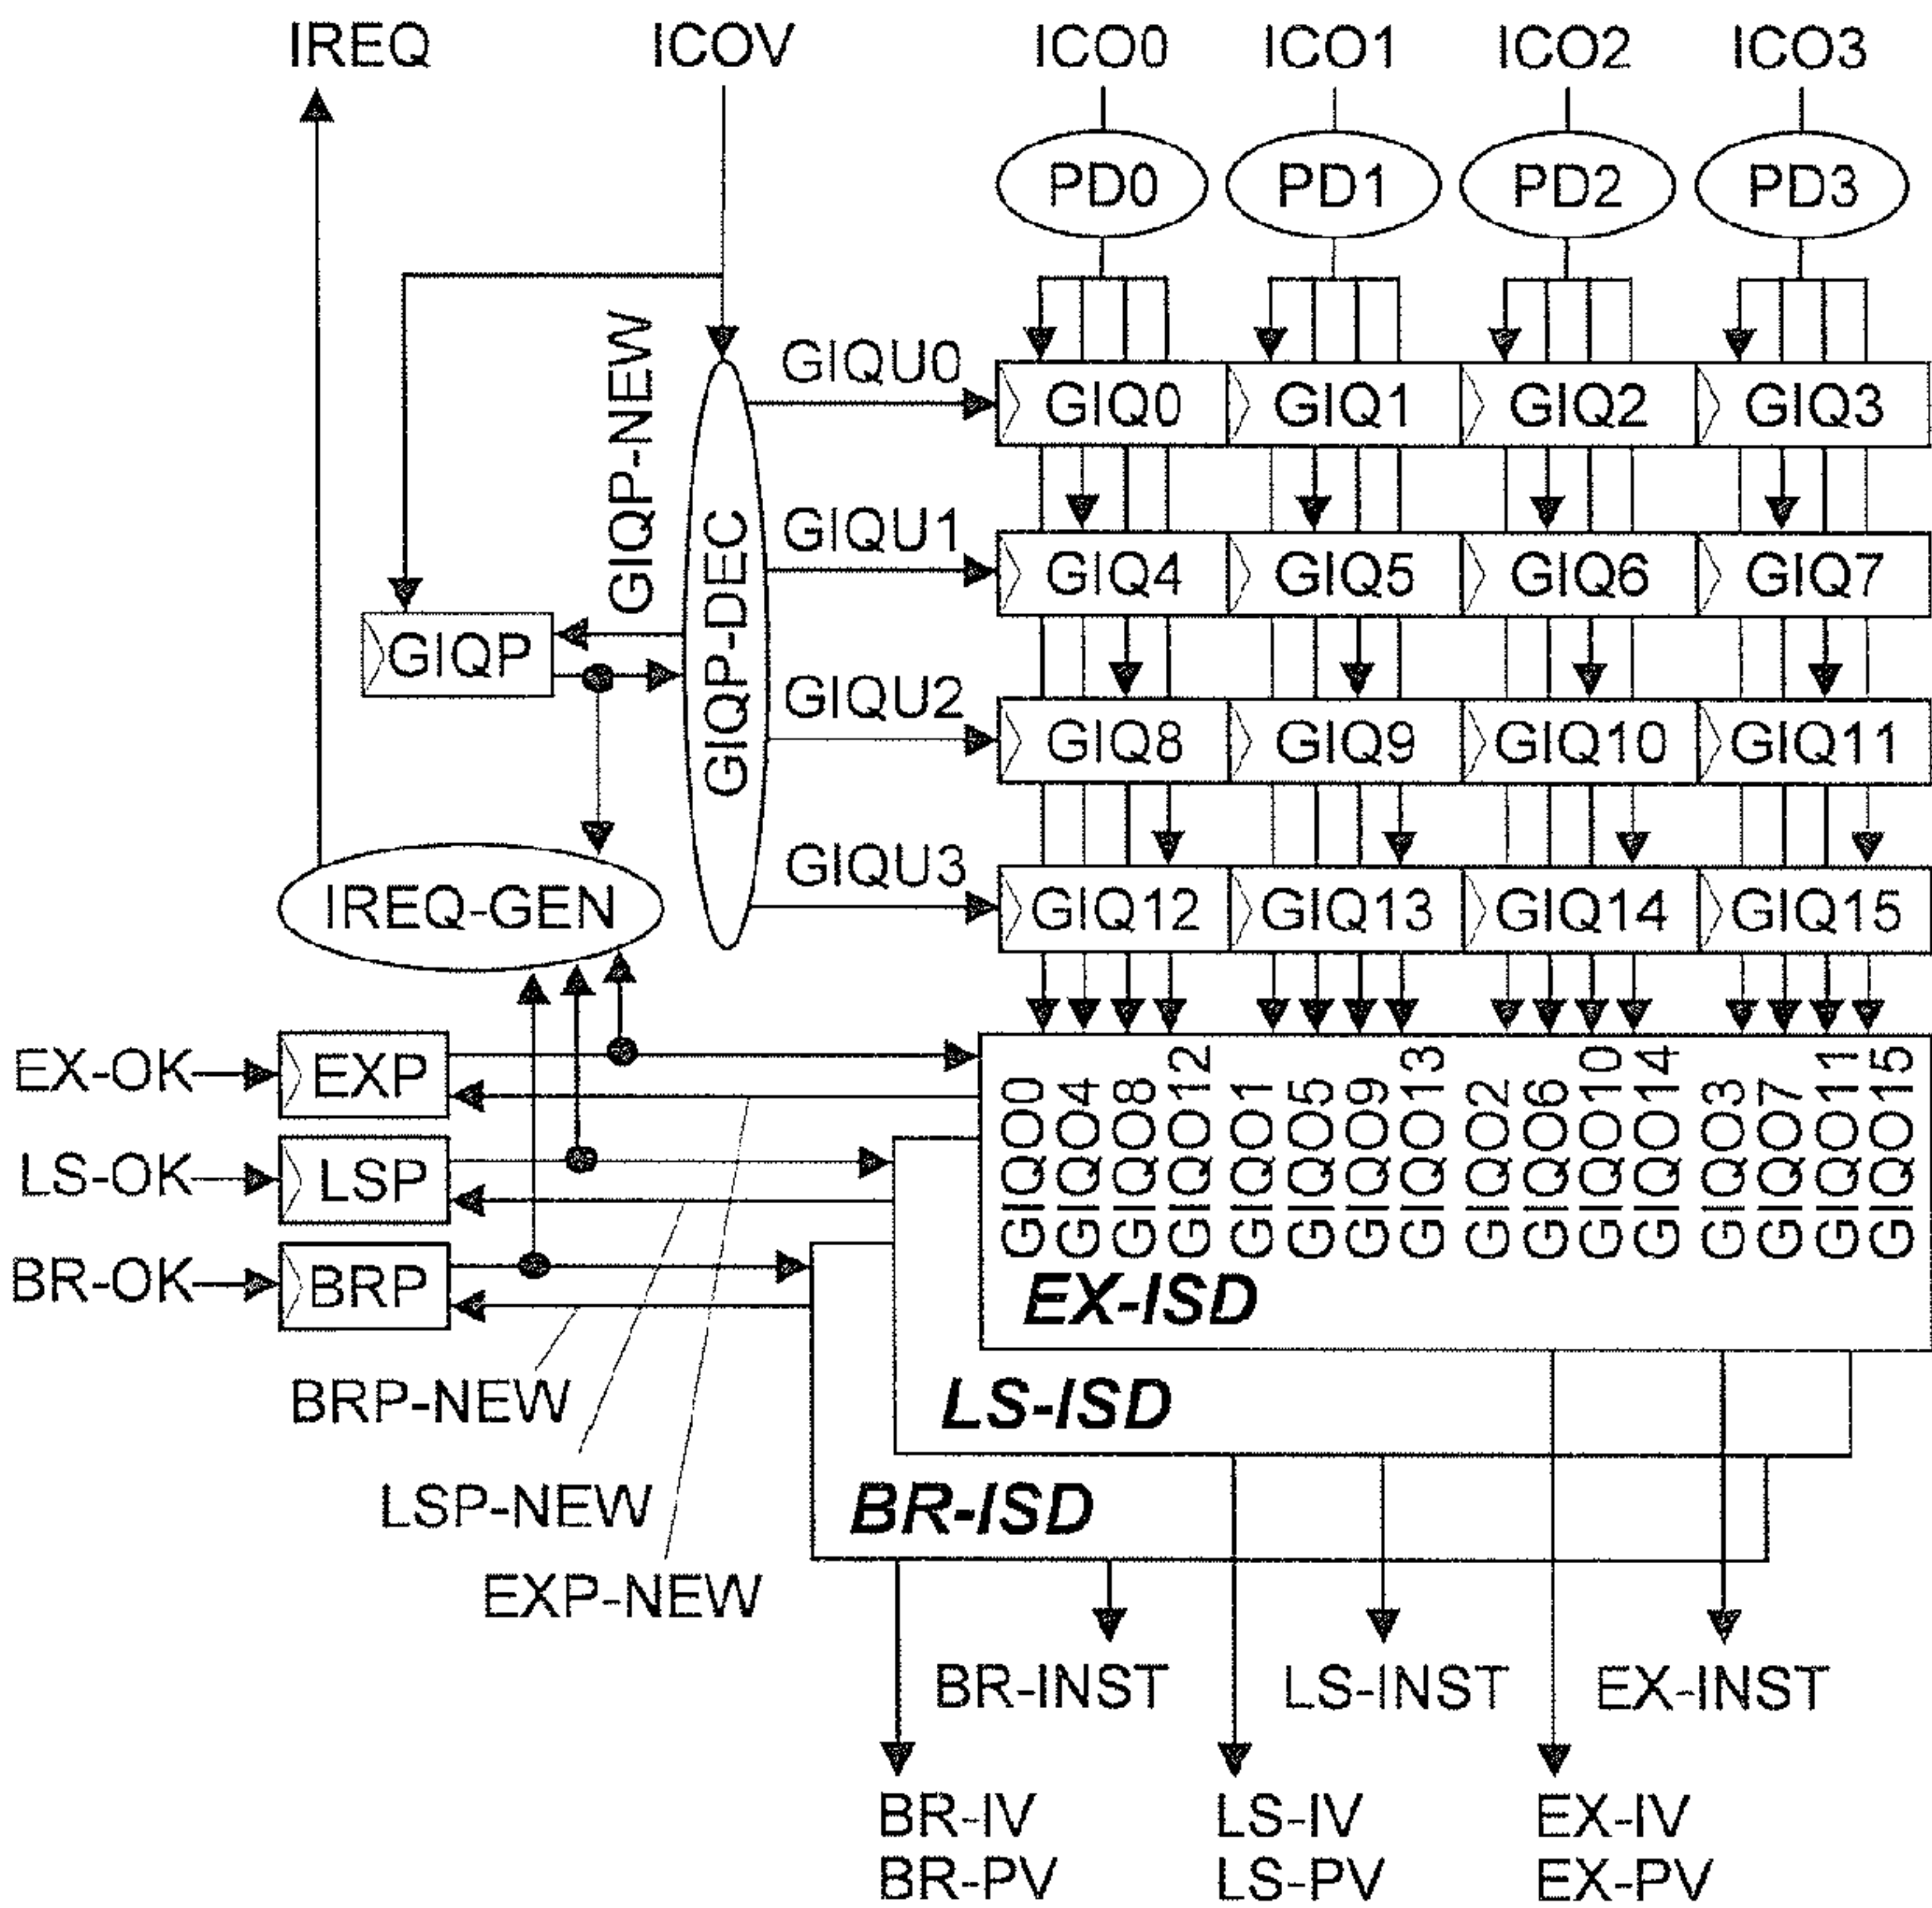 IREQ ICOV ICO0 ICO1 ICO2 ICO3
PD0 PD1 PD2 PD3
GIQP-NEW
GIQU0 GIQ0 GIQ1 GIQ2 GIQ3
GIQU1 GIQ4 GIQ5 GIQ6 GIQ7
GIQP GIQP-DEC
GIQU2 GIQ8 GIQ9 GIQ10 GIQ11
GIQU3 GIQ12 GIQ13 GIQ14 GIQ15
IREQ-GEN
EX-OK EXP
LS-OK LSP
BR-OK BRP
GIQO0
GIQO4
GIQO8
GIQO12
GIQO1
GIQO5
GIQO9
GIQO13
GIQO2
GIQO6
GIQO10
GIQO14
GIQO3
GIQO7
GIQO11
GIQO15
EX-ISD
BRP-NEW LS-ISD
LSP-NEW BR-ISD
EXP-NEW
BR-INST LS-INST EX-INST
BR-IV LS-IV EX-IV
BR-PV LS-PV EX-PV